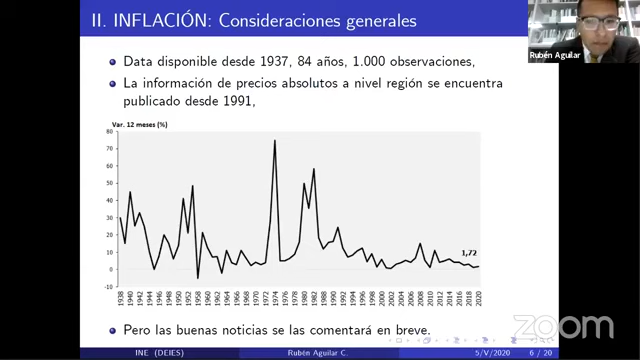 II. INFLACIÓN: Consideraciones generales
Rubén Aguilar
Data disponible desde 1937, 84 años, 1.000 observaciones,
La información de precios absolutos a nivel región se encuentra
publicado desde 1991,
Var. 12 meses (%)
80
70
60
50
40
30
20
10
0
-10
1,72
1938 1940 1942 1944 1946 1948 1950 1952 1954 1956 1958 1960 1962 1964 1966 1968 1970 1972 1974 1976 1978 1980 1982 1984 1986 1988 1990 1992 1994 1996 1998 2000 2002 2004 2006 2008 2010 2012 2014 2016 2018 2020
Pero las buenas noticias se las comentará en breve.
zoom
INE (DEIES) Rubén Aguilar C. 5/V/2020 6 / 20